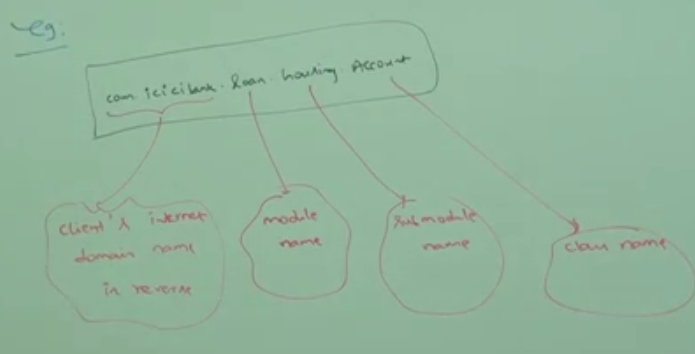 eg:
com.icicibank.loan.housing.Account
client's internet
domain name
in reverse
module
name
submodule
name
class name